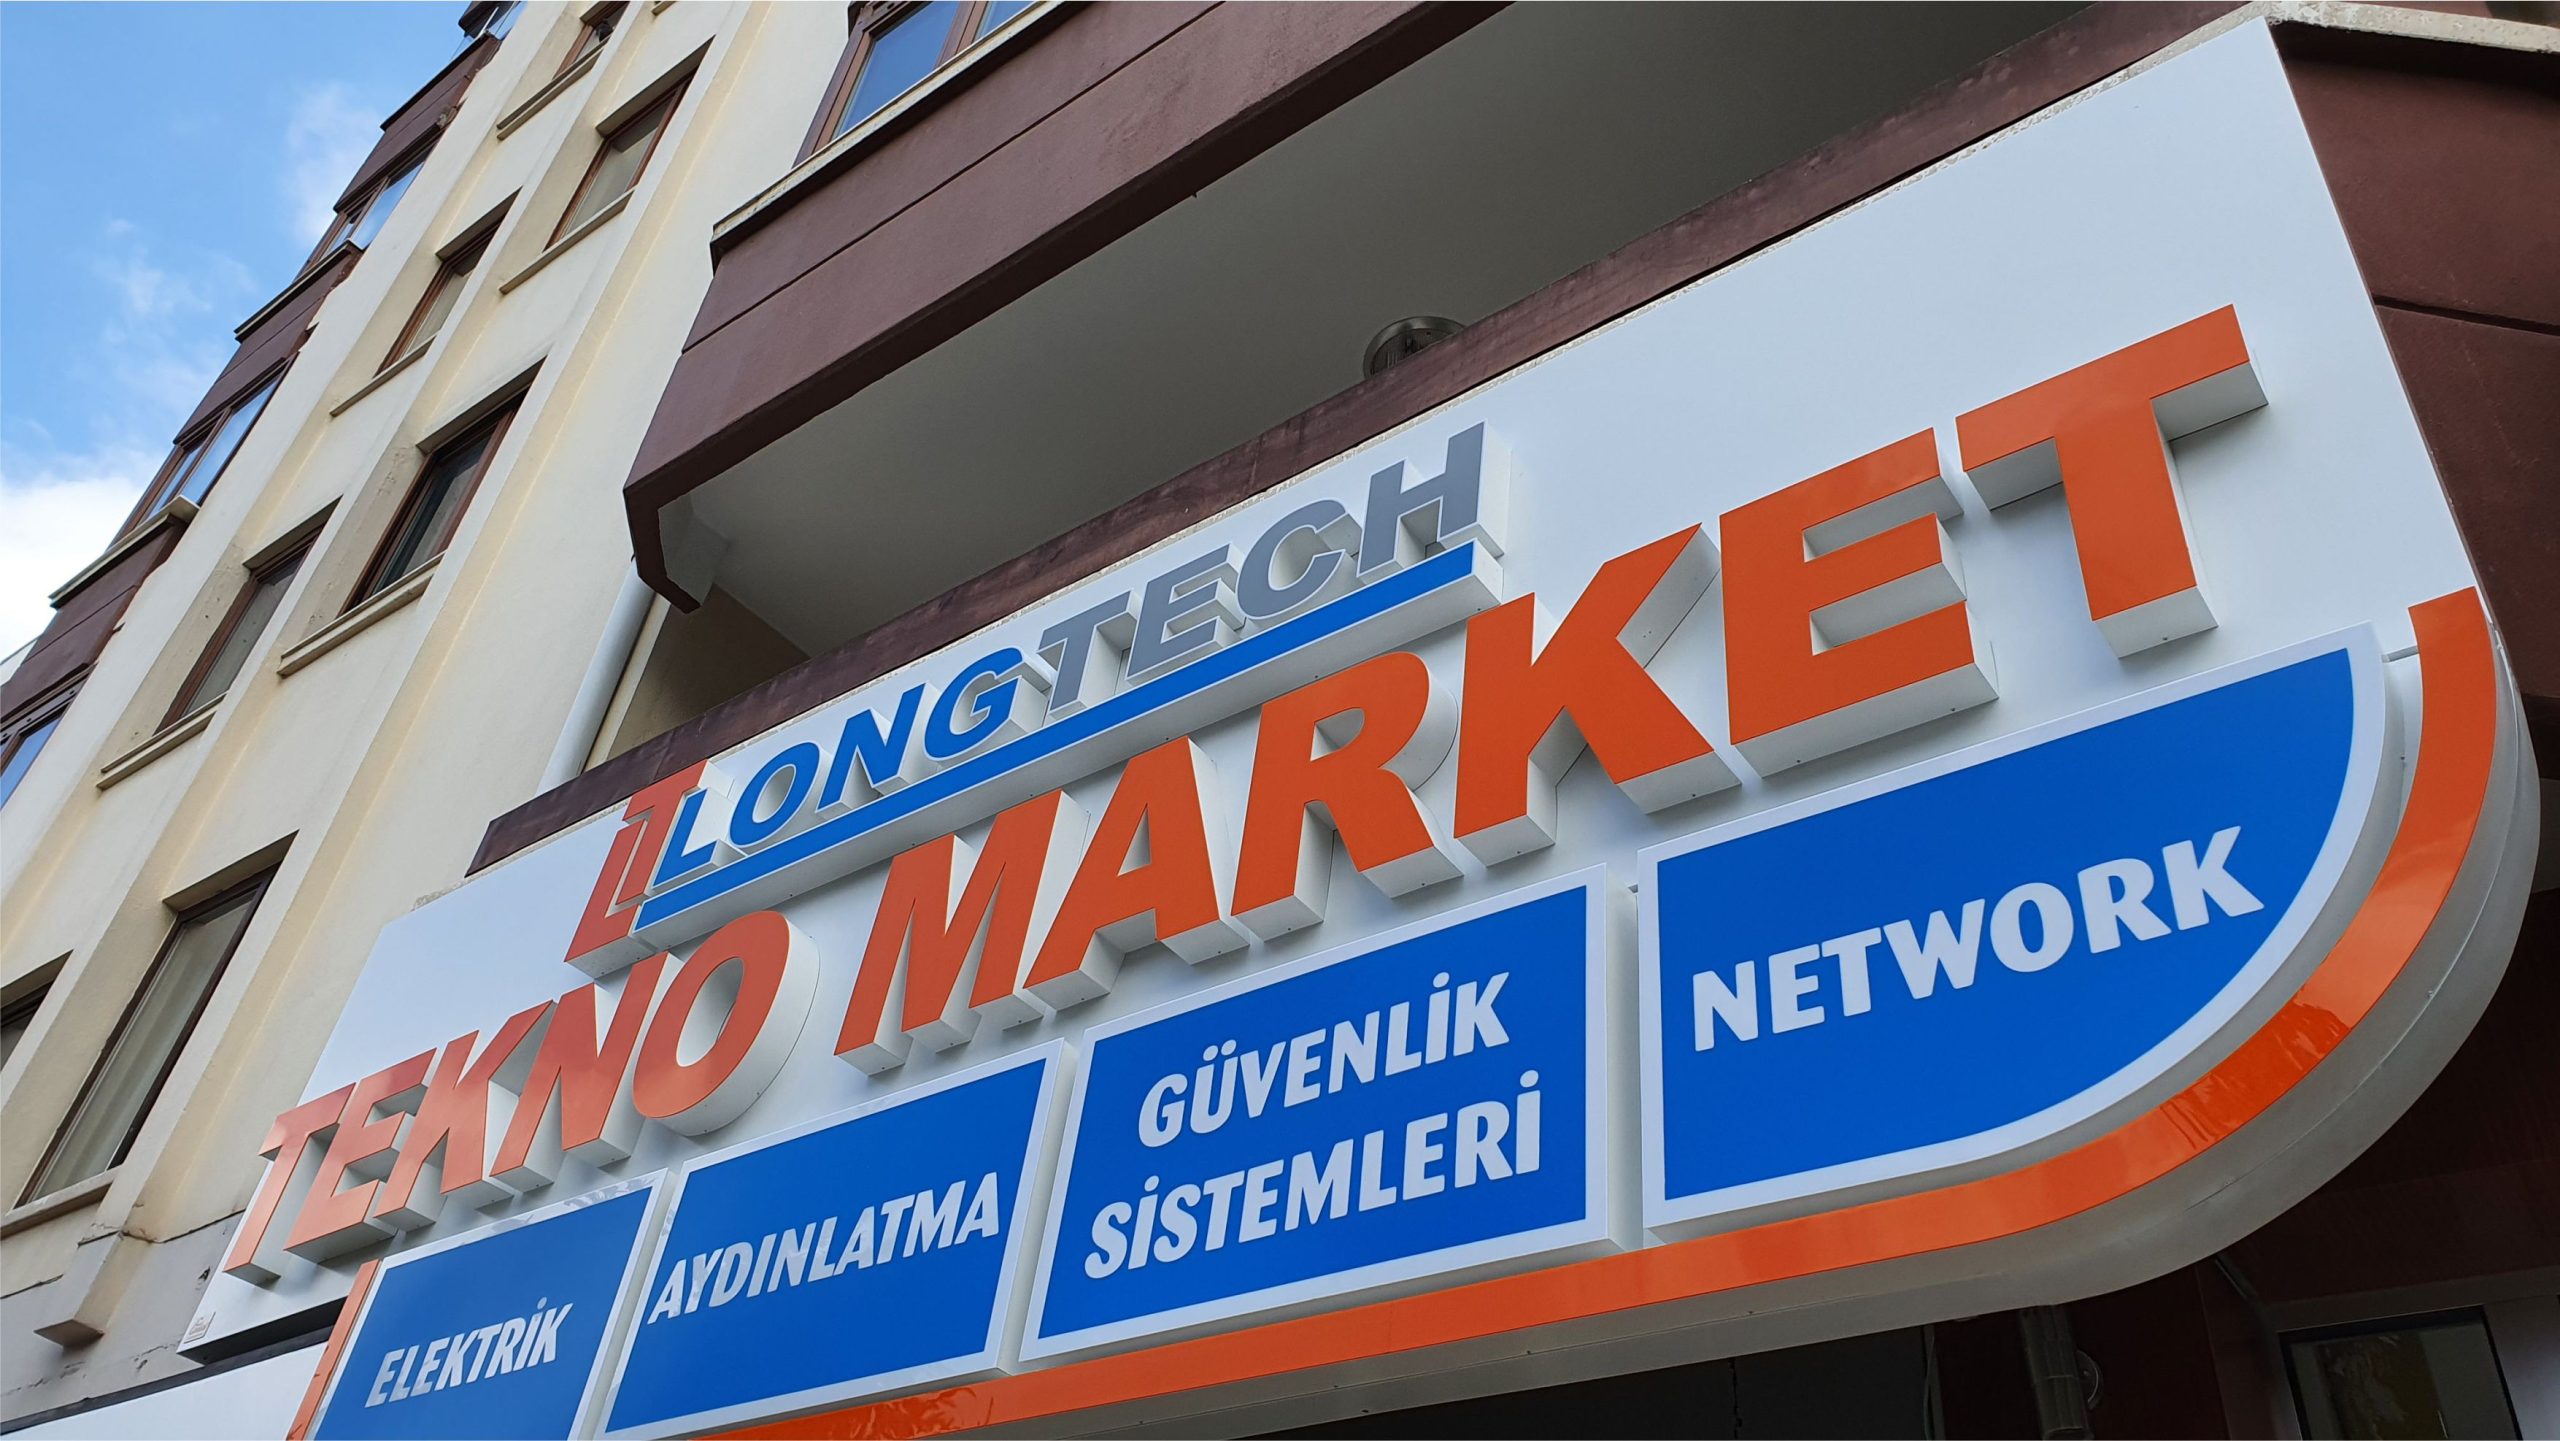 LT LONGTECH
TEKNO MARKET
ELEKTRİK
AYDINLATMA
GÜVENLİK
SİSTEMLERİ
NETWORK